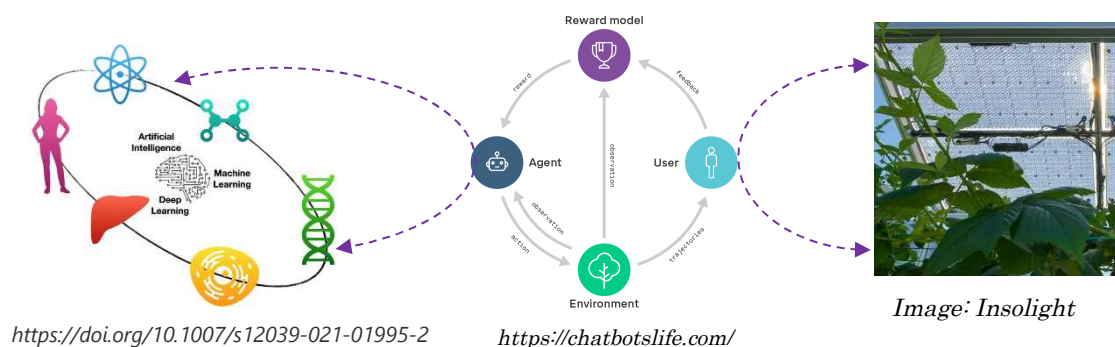 Reward model
reward
feedback
Artificial
Intelligence
Machine
Learning
Deep
Learning
Agent
observation
User
observation
action
trajectories
Environment
https://doi.org/10.1007/s12039-021-01995-2
https://chatbotslife.com/
Image: Insolight